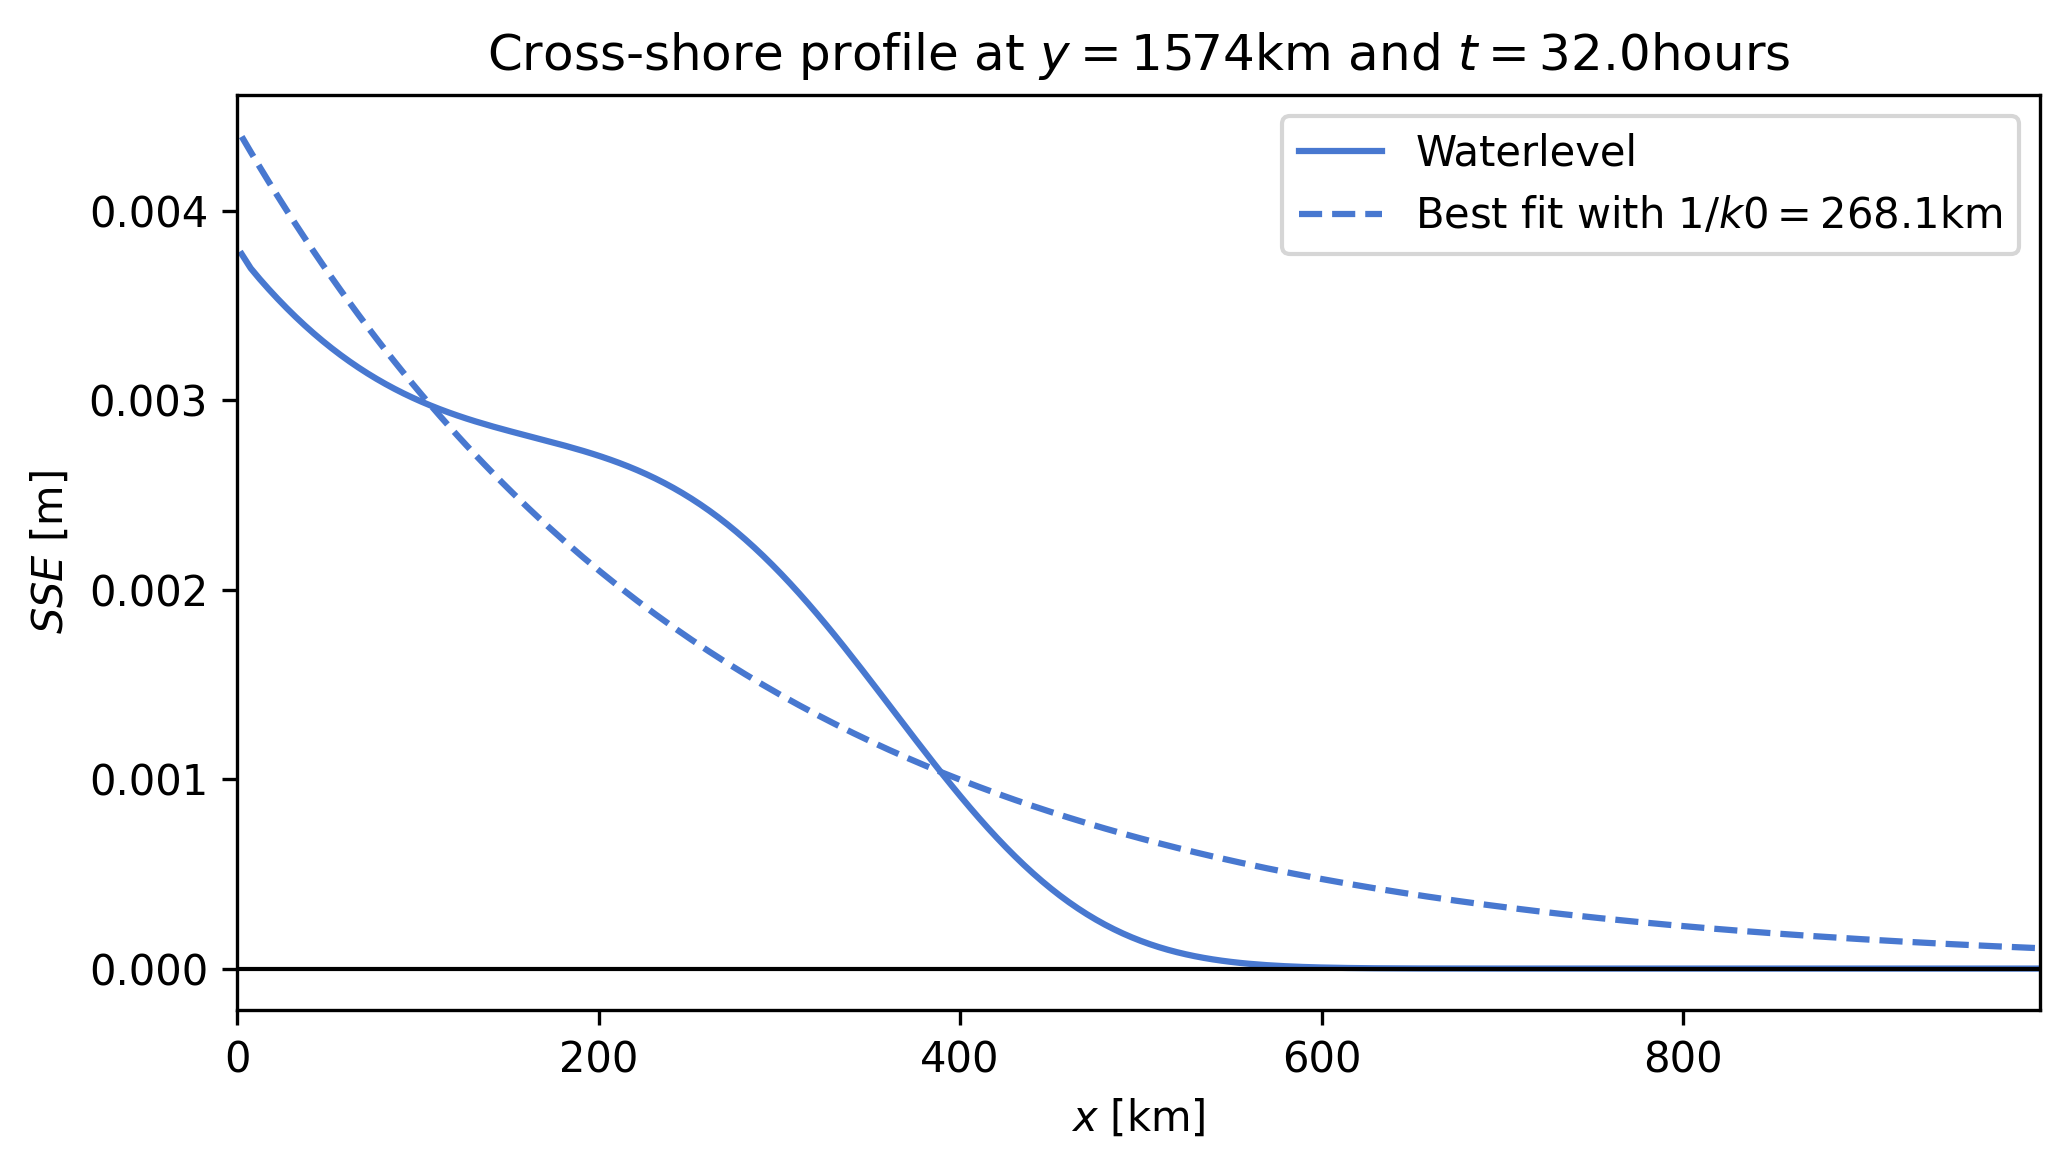 Cross-shore profile at y = 1574km and t = 32.0hours
Waterlevel
Best fit with 1/k0 = 268.1km
SSE [m]
0.004
0.003
0.002
0.001
0.000
0 200 400 600 800
x [km]